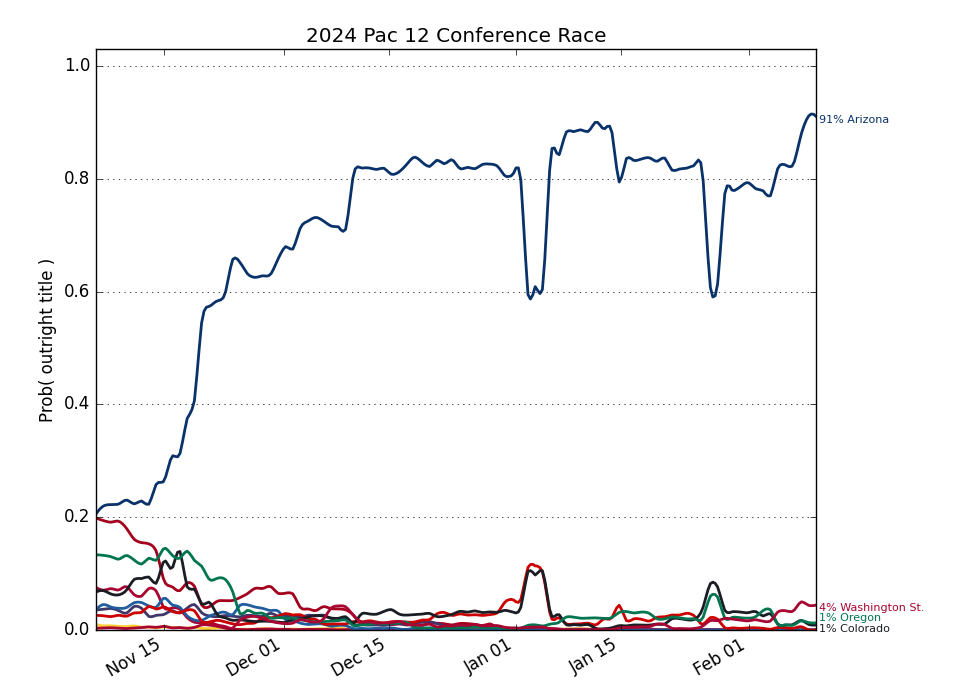 2024 Pac 12 Conference Race
1.0
0.8
0.6
0.4
0.2
0.0
Prob( outright title )
91% Arizona
4% Washington St.
1% Oregon
1% Colorado
Nov 15
Dec 01
Dec 15
Jan 01
Jan 15
Feb 01